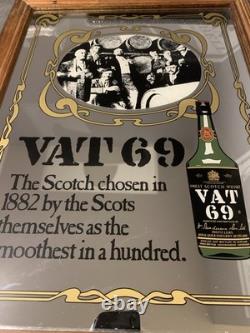 VAT 69
The Scotch chosen in
1882 by the Scots
themselves as the
smoothest in a hundred.
VAT
69